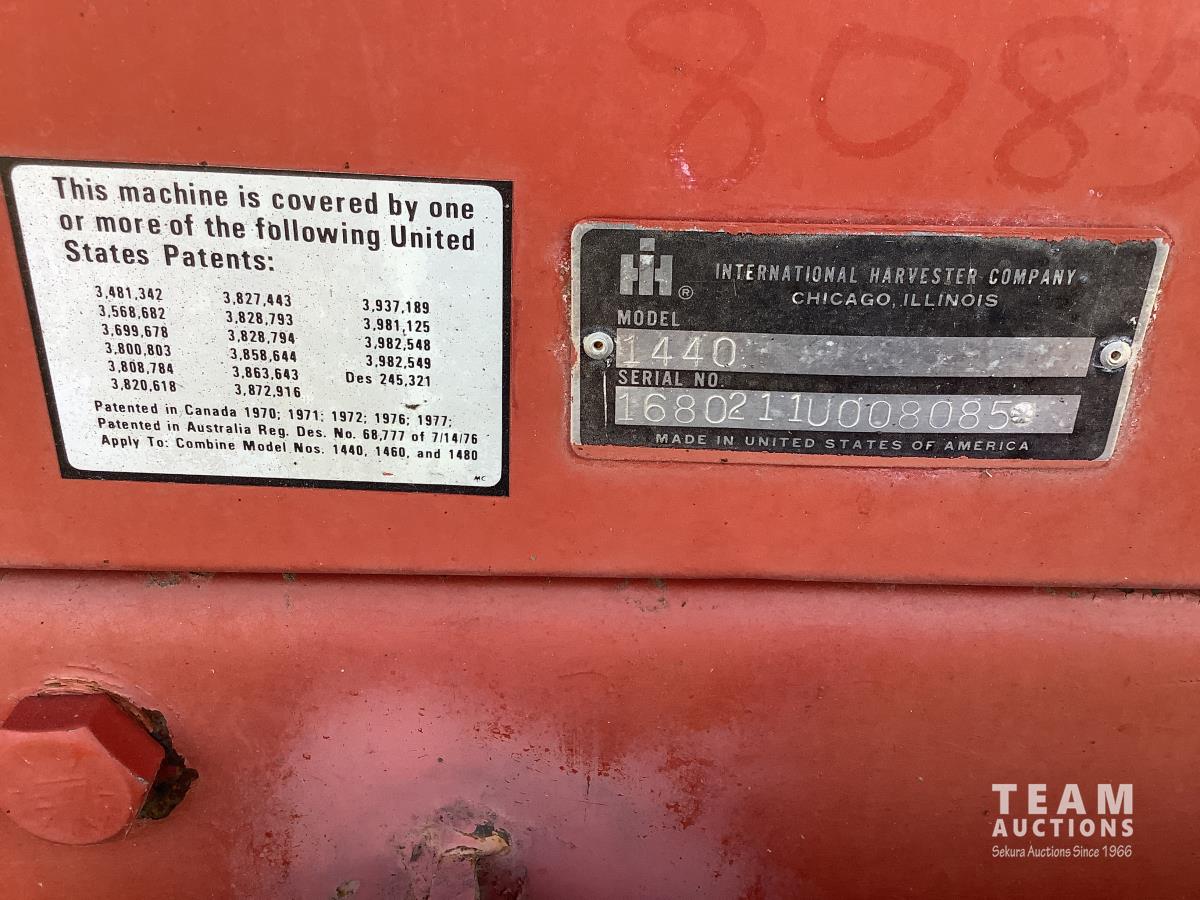 8085
This machine is covered by one
or more of the following United
States Patents:
3,481,342 3,827,443 3,937,189
3,568,682 3,828,793 3,981,125
3,699,678 3,828,794 3,982,548
3,800,803 3,858,644 3,982,549
3,808,784 3,863,643 Des 245,321
3,820,618 3,872,916
Patented in Canada 1970; 1971; 1972; 1976; 1977;
Patented in Australia Reg. Des. No. 68,777 of 7/14/76
Apply To: Combine Model Nos. 1440, 1460, and 1480
MC
IH ® INTERNATIONAL HARVESTER COMPANY
CHICAGO, ILLINOIS
MODEL
1440
SERIAL NO.
1680211U008085
MADE IN UNITED STATES OF AMERICA
TEAM
AUCTIONS
Sekura Auctions Since 1966